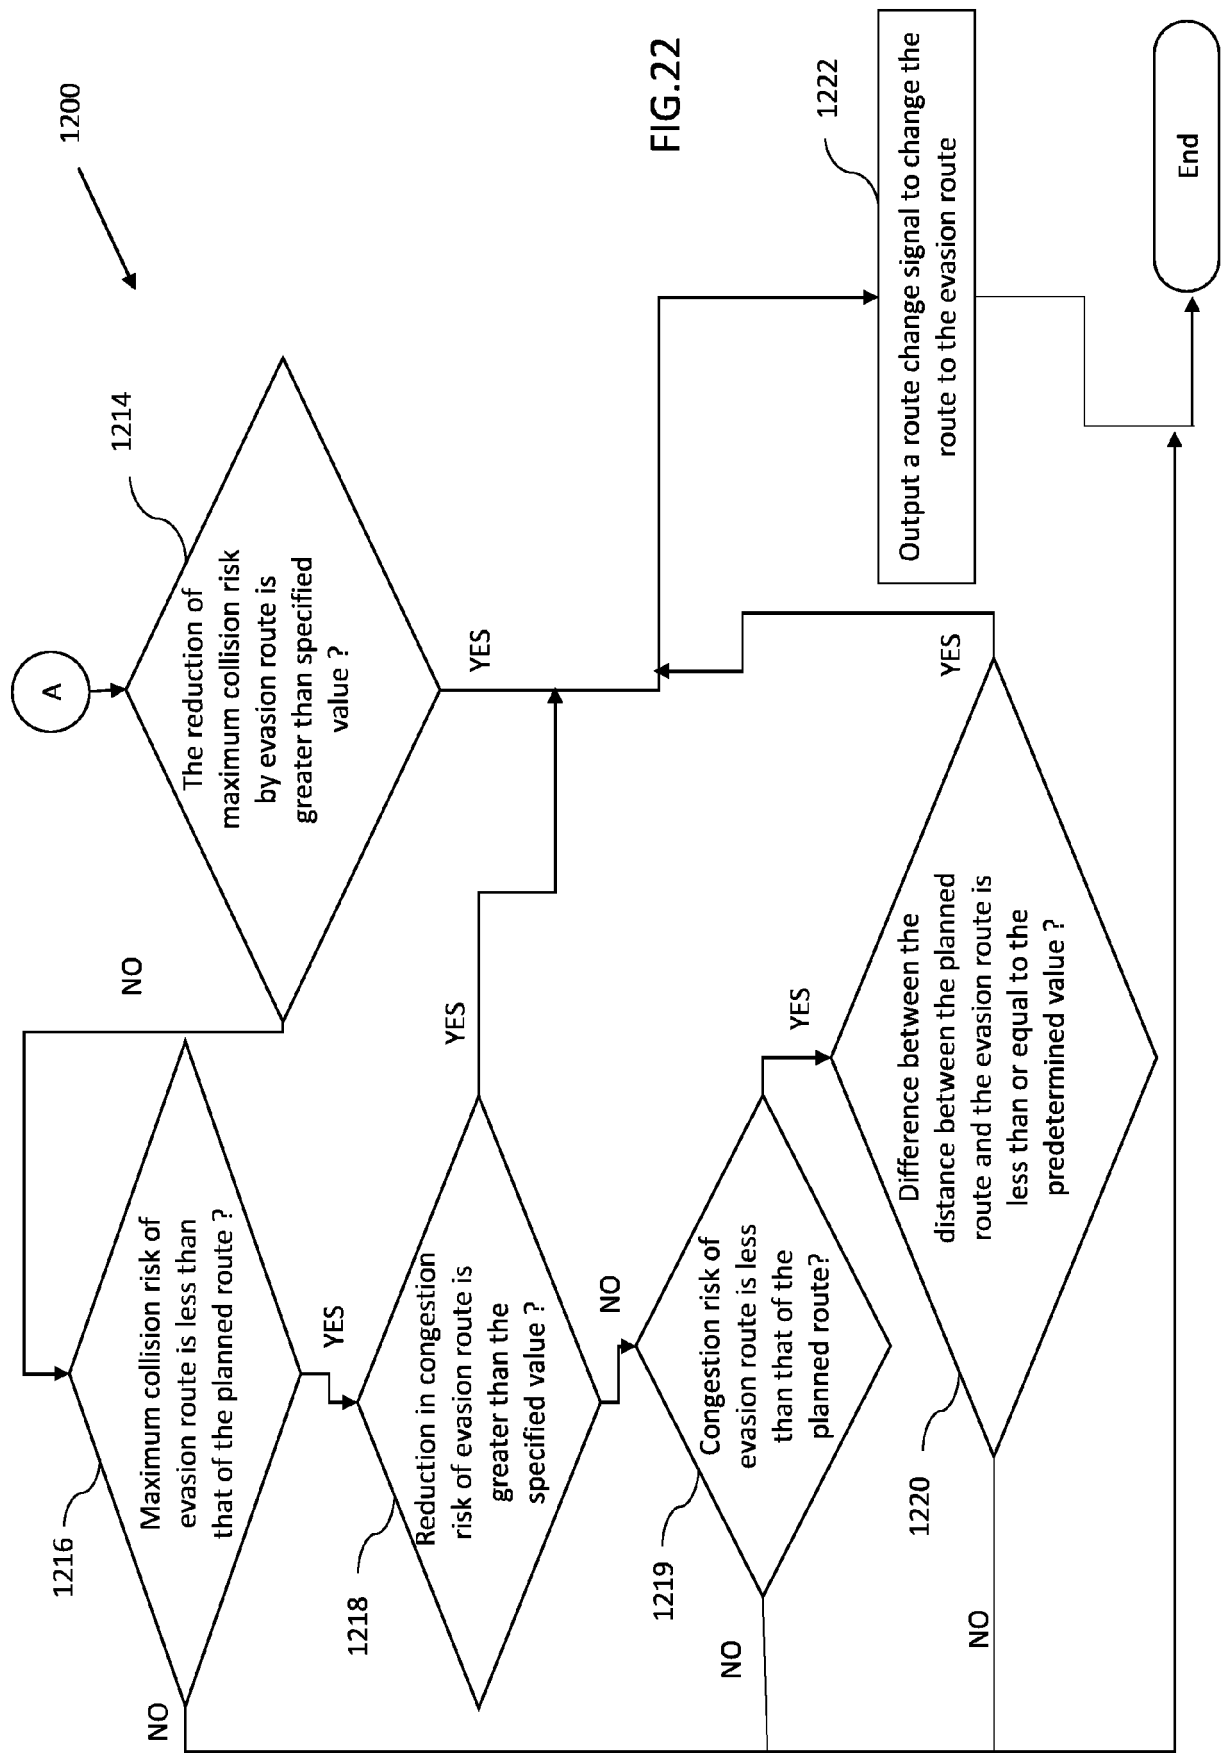 1200
A
1214
The reduction of
maximum collision risk
by evasion route is
greater than specified
value ?
NO
YES
1216
Maximum collision risk of
evasion route is less than
that of the planned route ?
NO
YES
1218
Reduction in congestion
risk of evasion route is
greater than the
specified value ?
YES
NO
1219
Congestion risk of
evasion route is less
than that of the
planned route?
NO
YES
1220
Difference between the
distance between the planned
route and the evasion route is
less than or equal to the
predetermined value ?
NO
YES
FIG.22
1222
Output a route change signal to change the
route to the evasion route
End